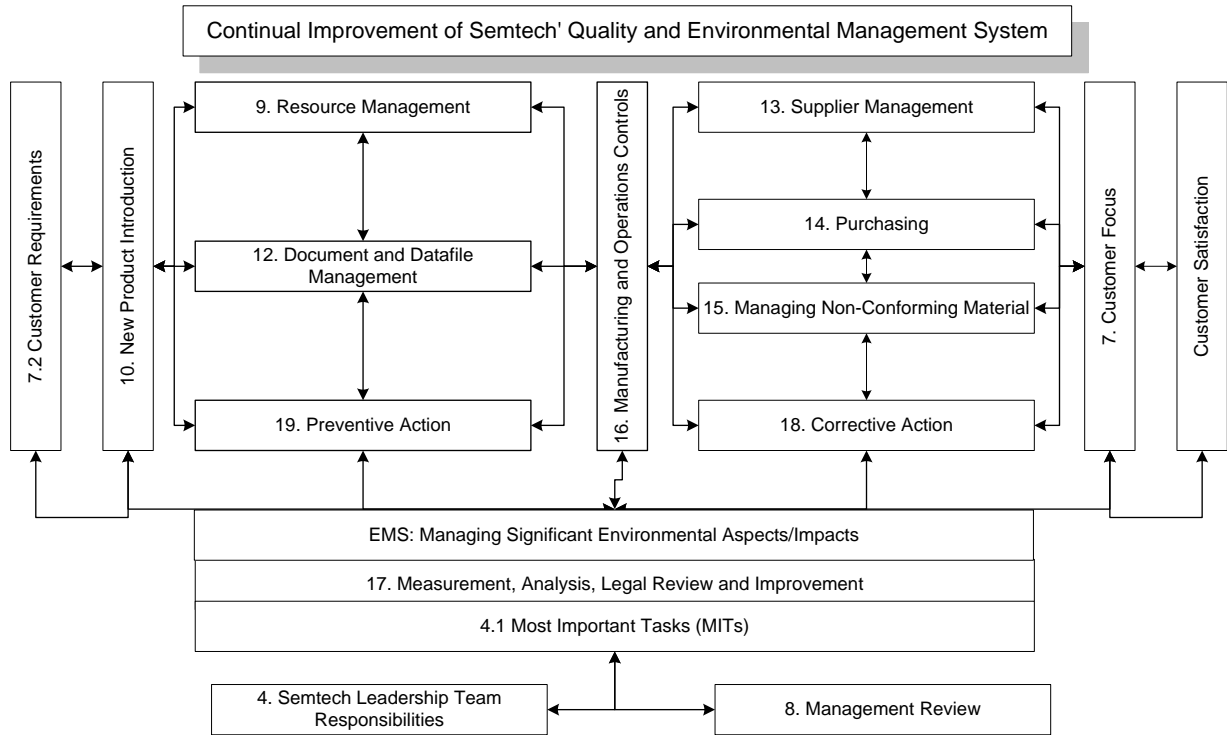 Continual Improvement of Semtech' Quality and Environmental Management System
7.2 Customer Requirements
10. New Product Introduction
9. Resource Management
12. Document and Datafile
Management
19. Preventive Action
16. Manufacturing and Operations Controls
13. Supplier Management
14. Purchasing
15. Managing Non-Conforming Material
18. Corrective Action
7. Customer Focus
Customer Satisfaction
EMS: Managing Significant Environmental Aspects/Impacts
17. Measurement, Analysis, Legal Review and Improvement
4.1 Most Important Tasks (MITs)
4. Semtech Leadership Team
Responsibilities
8. Management Review